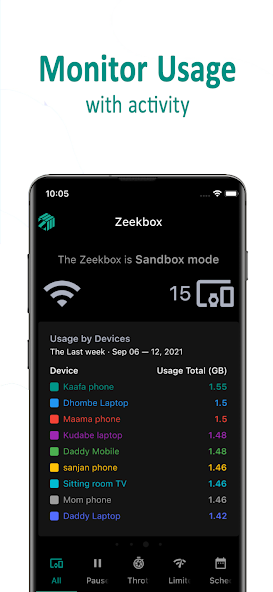 Monitor Usage
with activity
10:05
Zeekbox
The Zeekbox is Sandbox mode
15
Usage by Devices
The Last week · Sep 06 — 12, 2021
Device Usage Total (GB)
Kaafa phone 1.55
Dhombe Laptop 1.5
Maama phone 1.5
Kudabe laptop 1.48
Daddy Mobile 1.48
sanjan phone 1.46
Sitting room TV 1.46
Mom phone 1.46
Daddy Laptop 1.42
All Pause Throt Limit Sche